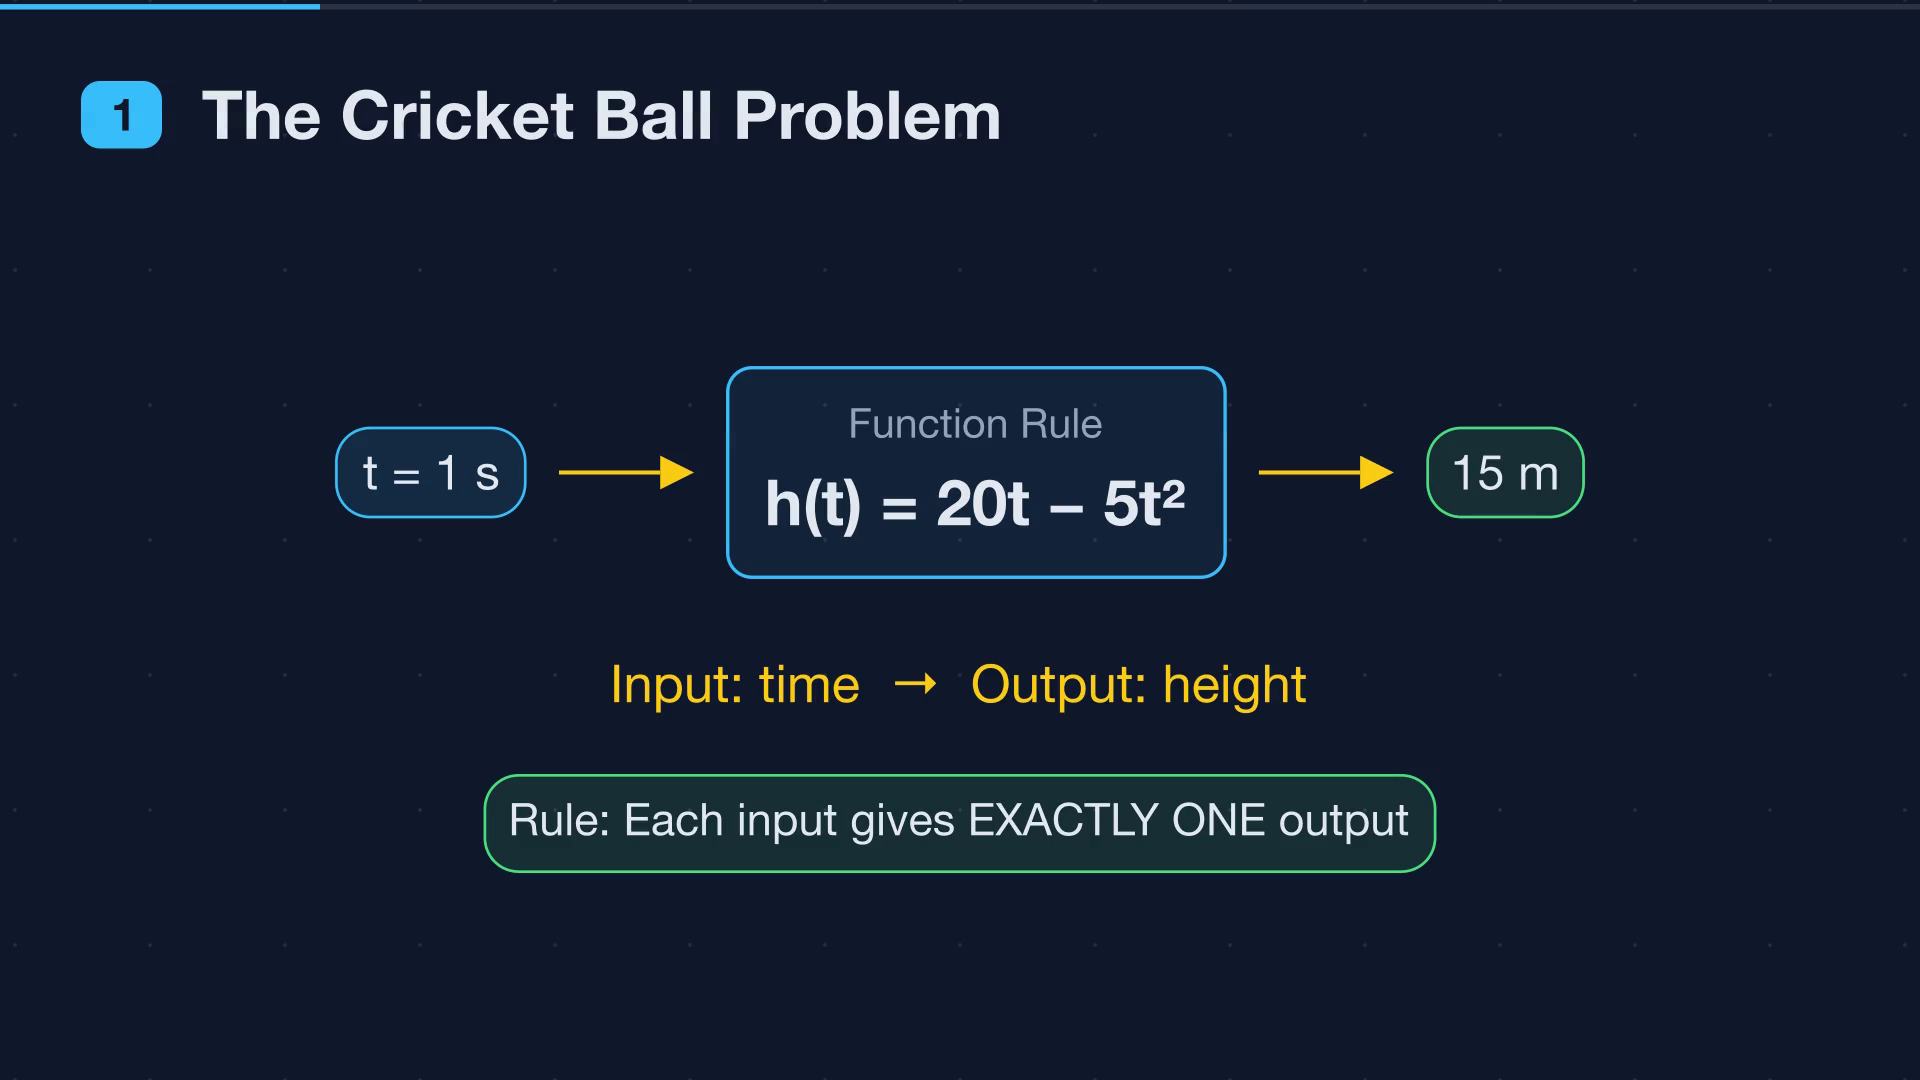 1 The Cricket Ball Problem
Function Rule
t = 1 s → h(t) = 20t – 5t² → 15 m
Input: time → Output: height
Rule: Each input gives EXACTLY ONE output